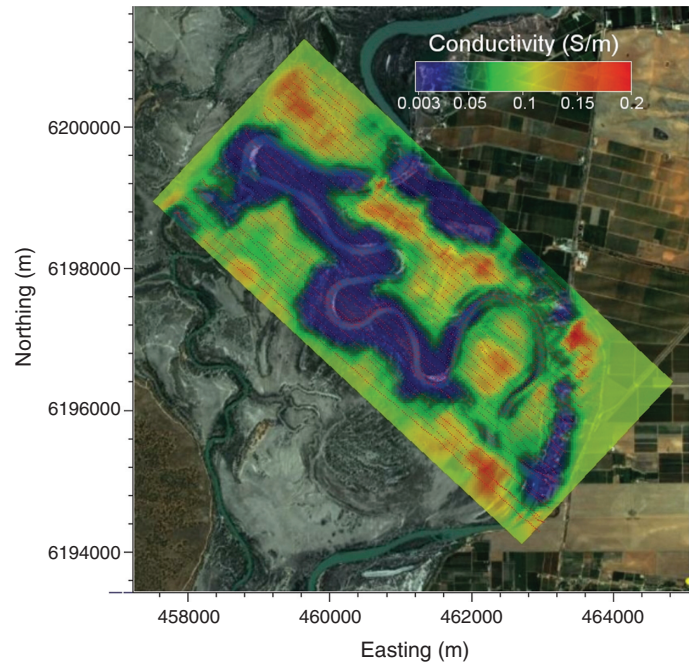 Conductivity (S/m)
0.003 0.05 0.1 0.15 0.2
6200000
6198000
6196000
6194000
Northing (m)
458000 460000 462000 464000
Easting (m)